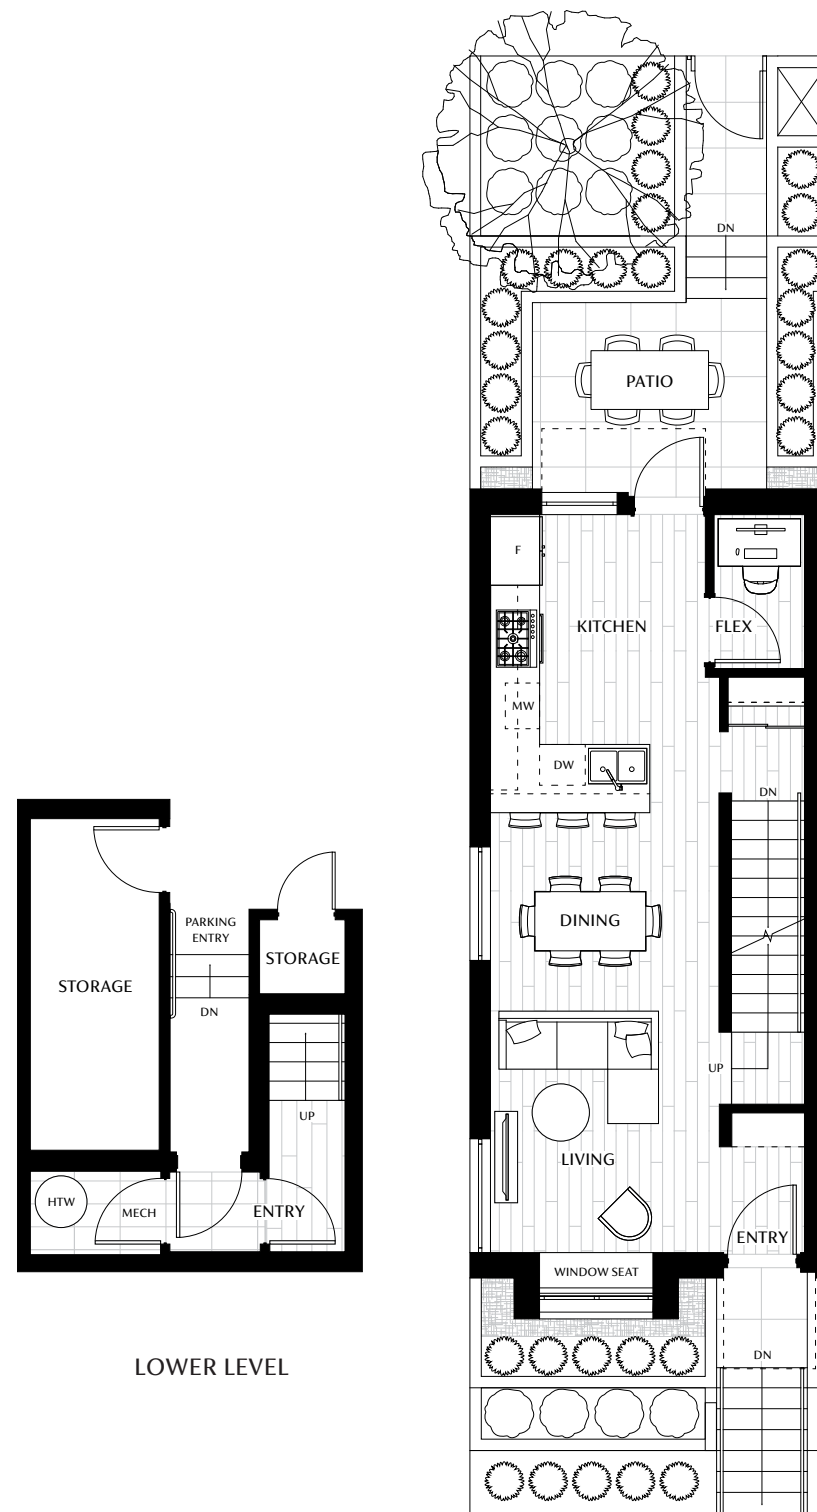 DN
PATIO
F
KITCHEN
FLEX
MW
DW
DN
DINING
UP
LIVING
ENTRY
WINDOW SEAT
DN
PARKING
ENTRY
STORAGE
STORAGE
DN
UP
HTW
MECH
ENTRY
LOWER LEVEL